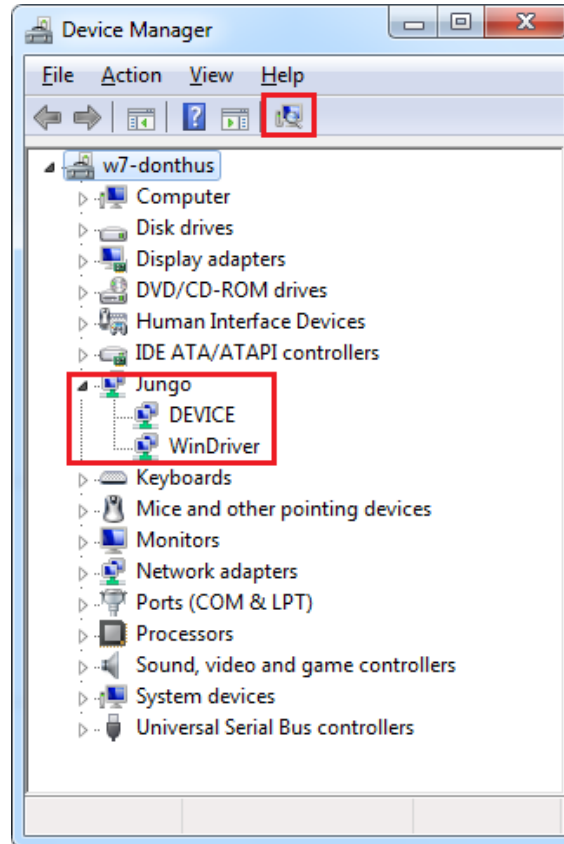 Device Manager
File Action View Help
w7-donthus
Computer
Disk drives
Display adapters
DVD/CD-ROM drives
Human Interface Devices
IDE ATA/ATAPI controllers
Jungo
DEVICE
WinDriver
Keyboards
Mice and other pointing devices
Monitors
Network adapters
Ports (COM & LPT)
Processors
Sound, video and game controllers
System devices
Universal Serial Bus controllers